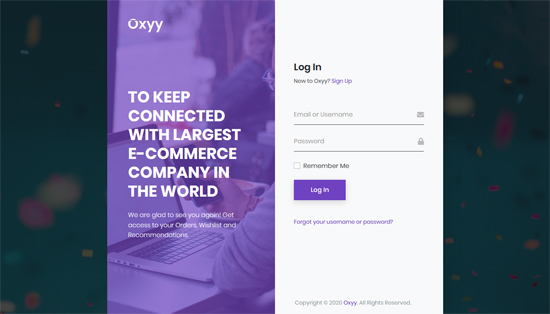 Oxyy
TO KEEP
CONNECTED
WITH LARGEST
E-COMMERCE
COMPANY IN
THE WORLD
We are glad to see you again! Get
access to your Orders, Wishlist and
Recommendations.
Log In
Now to Oxyy? Sign Up
Email or Username
Password
Remember Me
Log In
Forgot your username or password?
Copyright © 2020 Oxyy. All Rights Reserved.